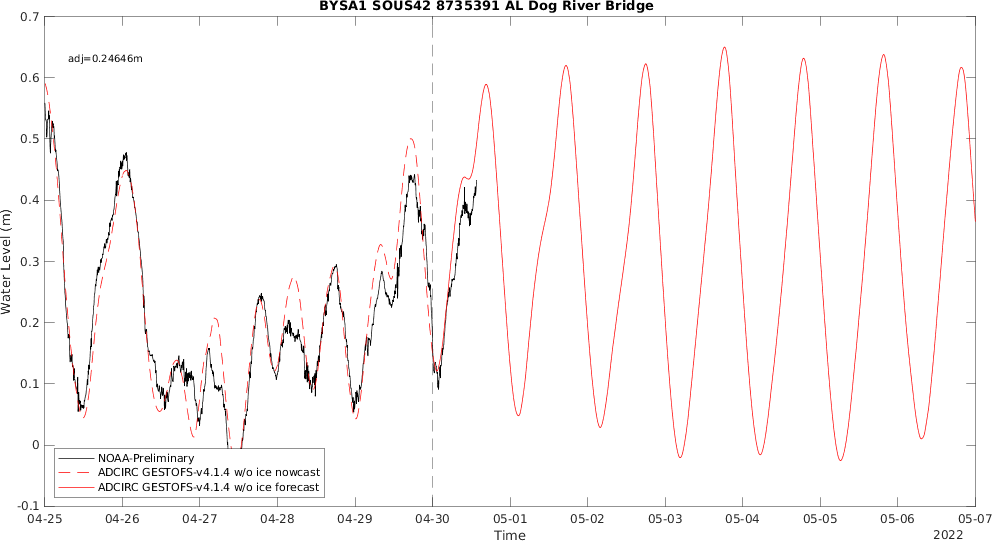 BYSA1 SOUS42 8735391 AL Dog River Bridge
adj=0.24646m
0.7
0.6
0.5
0.4
0.3
0.2
0.1
0
-0.1
Water Level (m)
NOAA-Preliminary
ADCIRC GESTOFS-v4.1.4 w/o ice nowcast
ADCIRC GESTOFS-v4.1.4 w/o ice forecast
04-25 04-26 04-27 04-28 04-29 04-30 05-01 05-02 05-03 05-04 05-05 05-06 05-07
Time
2022